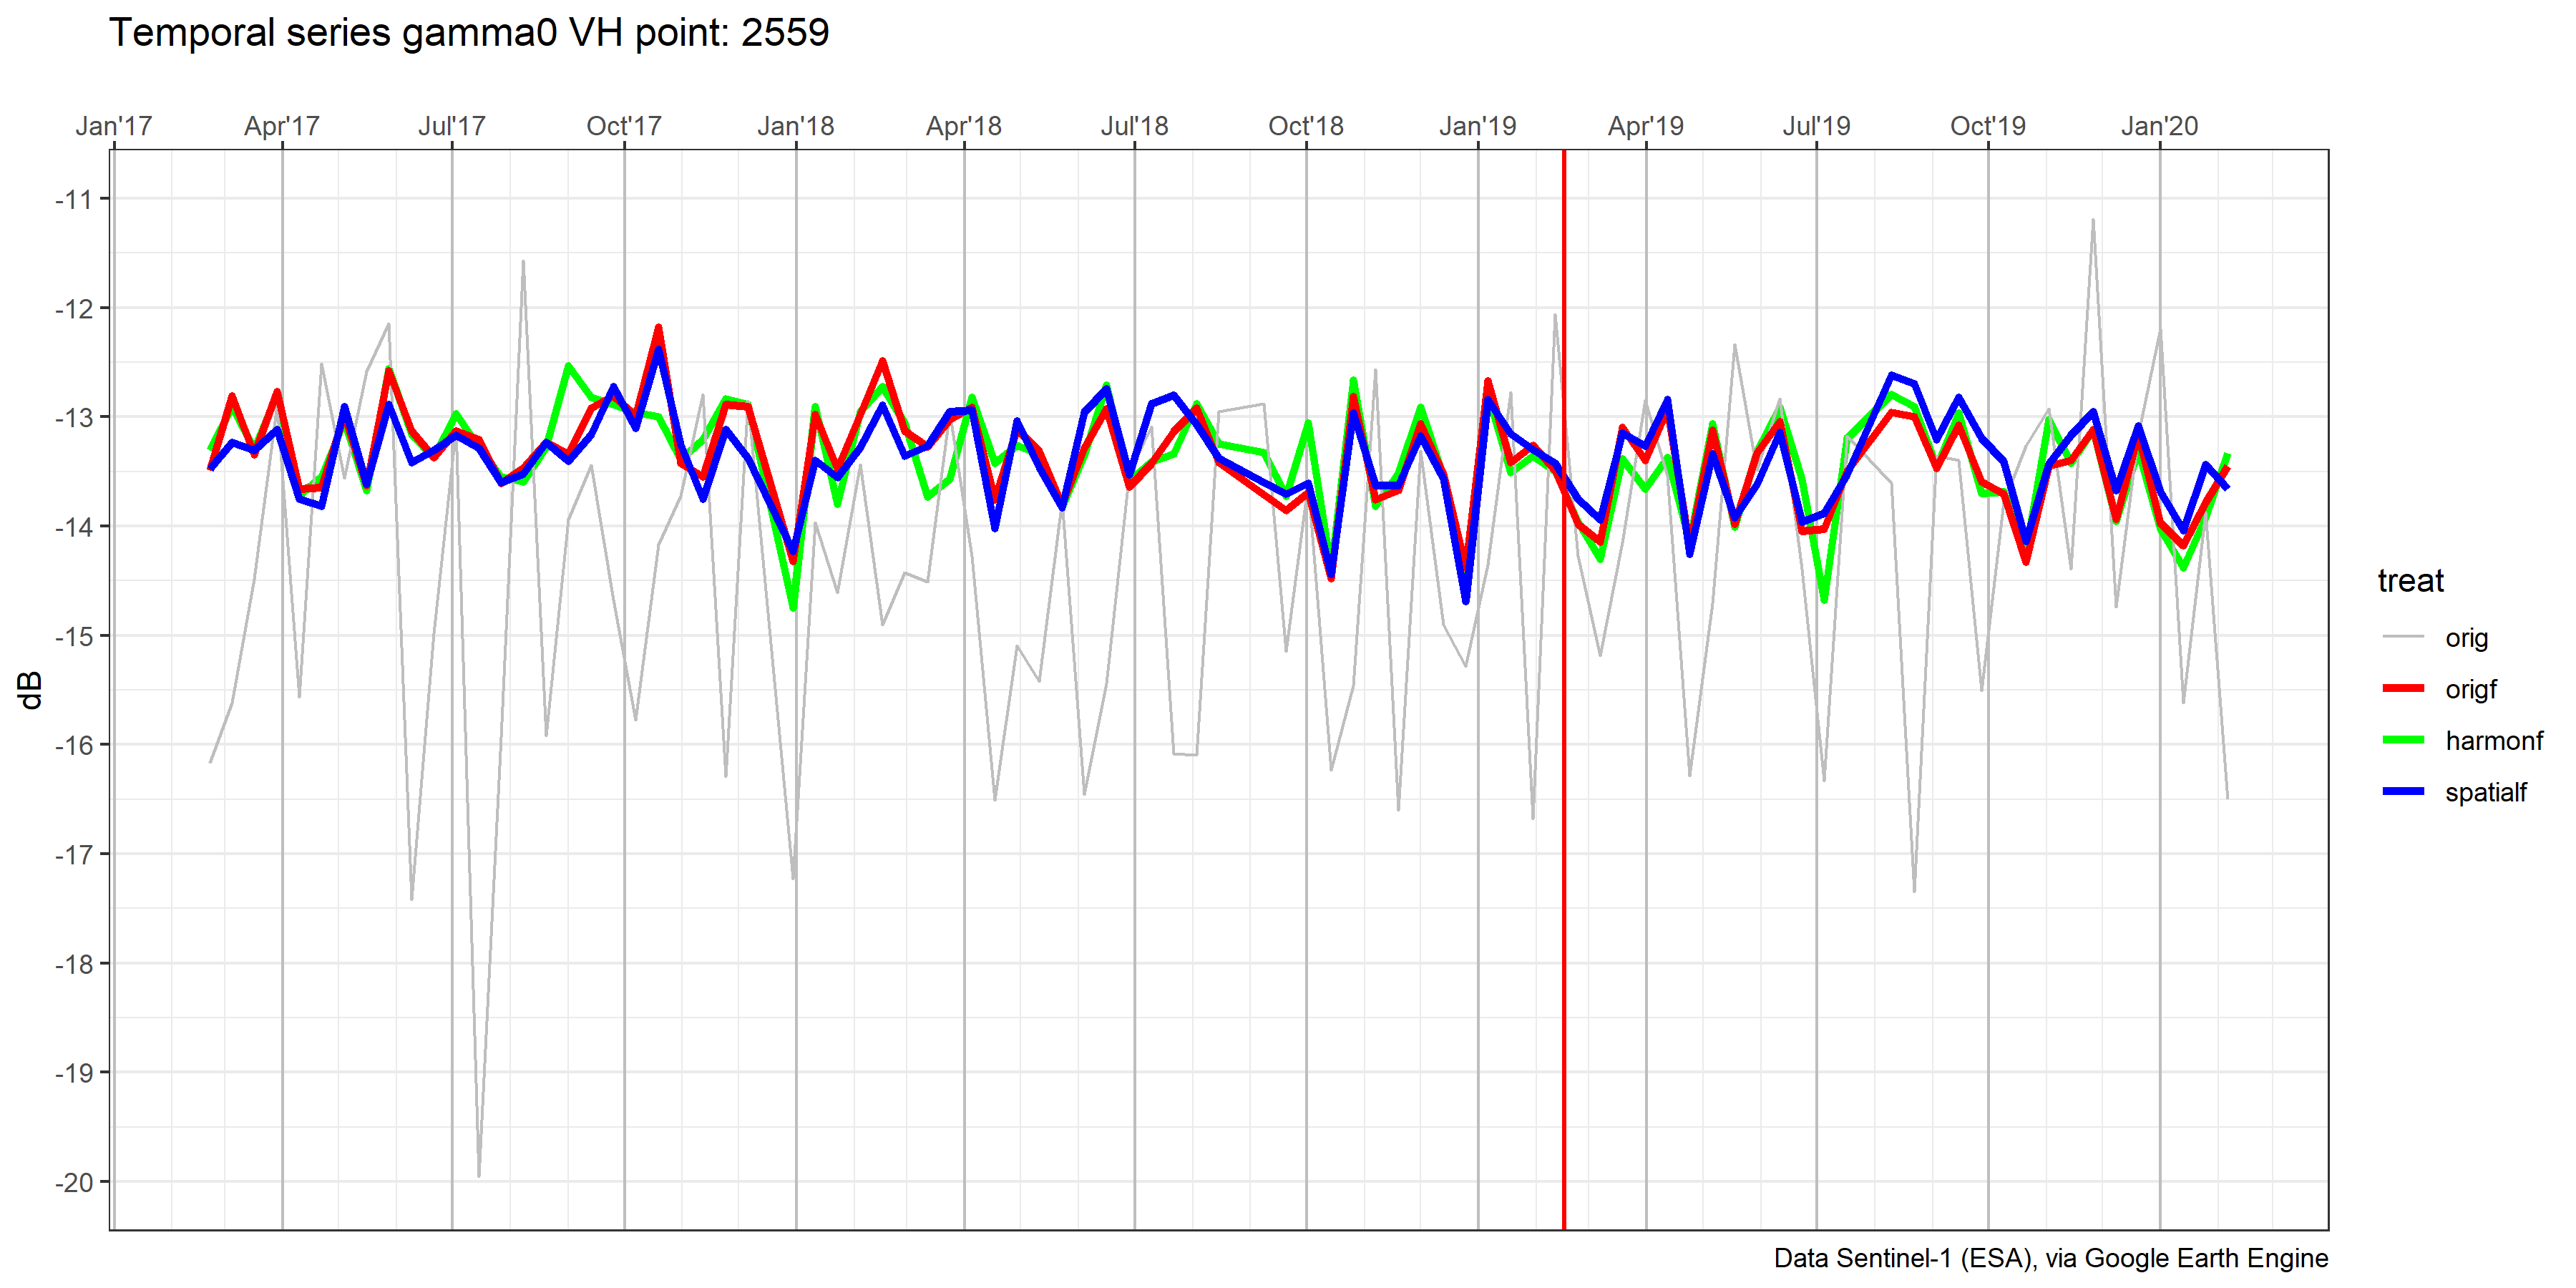 Temporal series gamma0 VH point: 2559
Jan'17 Apr'17 Jul'17 Oct'17 Jan'18 Apr'18 Jul'18 Oct'18 Jan'19 Apr'19 Jul'19 Oct'19 Jan'20
-11
-12
-13
-14
-15
-16
-17
-18
-19
-20
dB
treat
orig
origf
harmonf
spatialf
Data Sentinel-1 (ESA), via Google Earth Engine